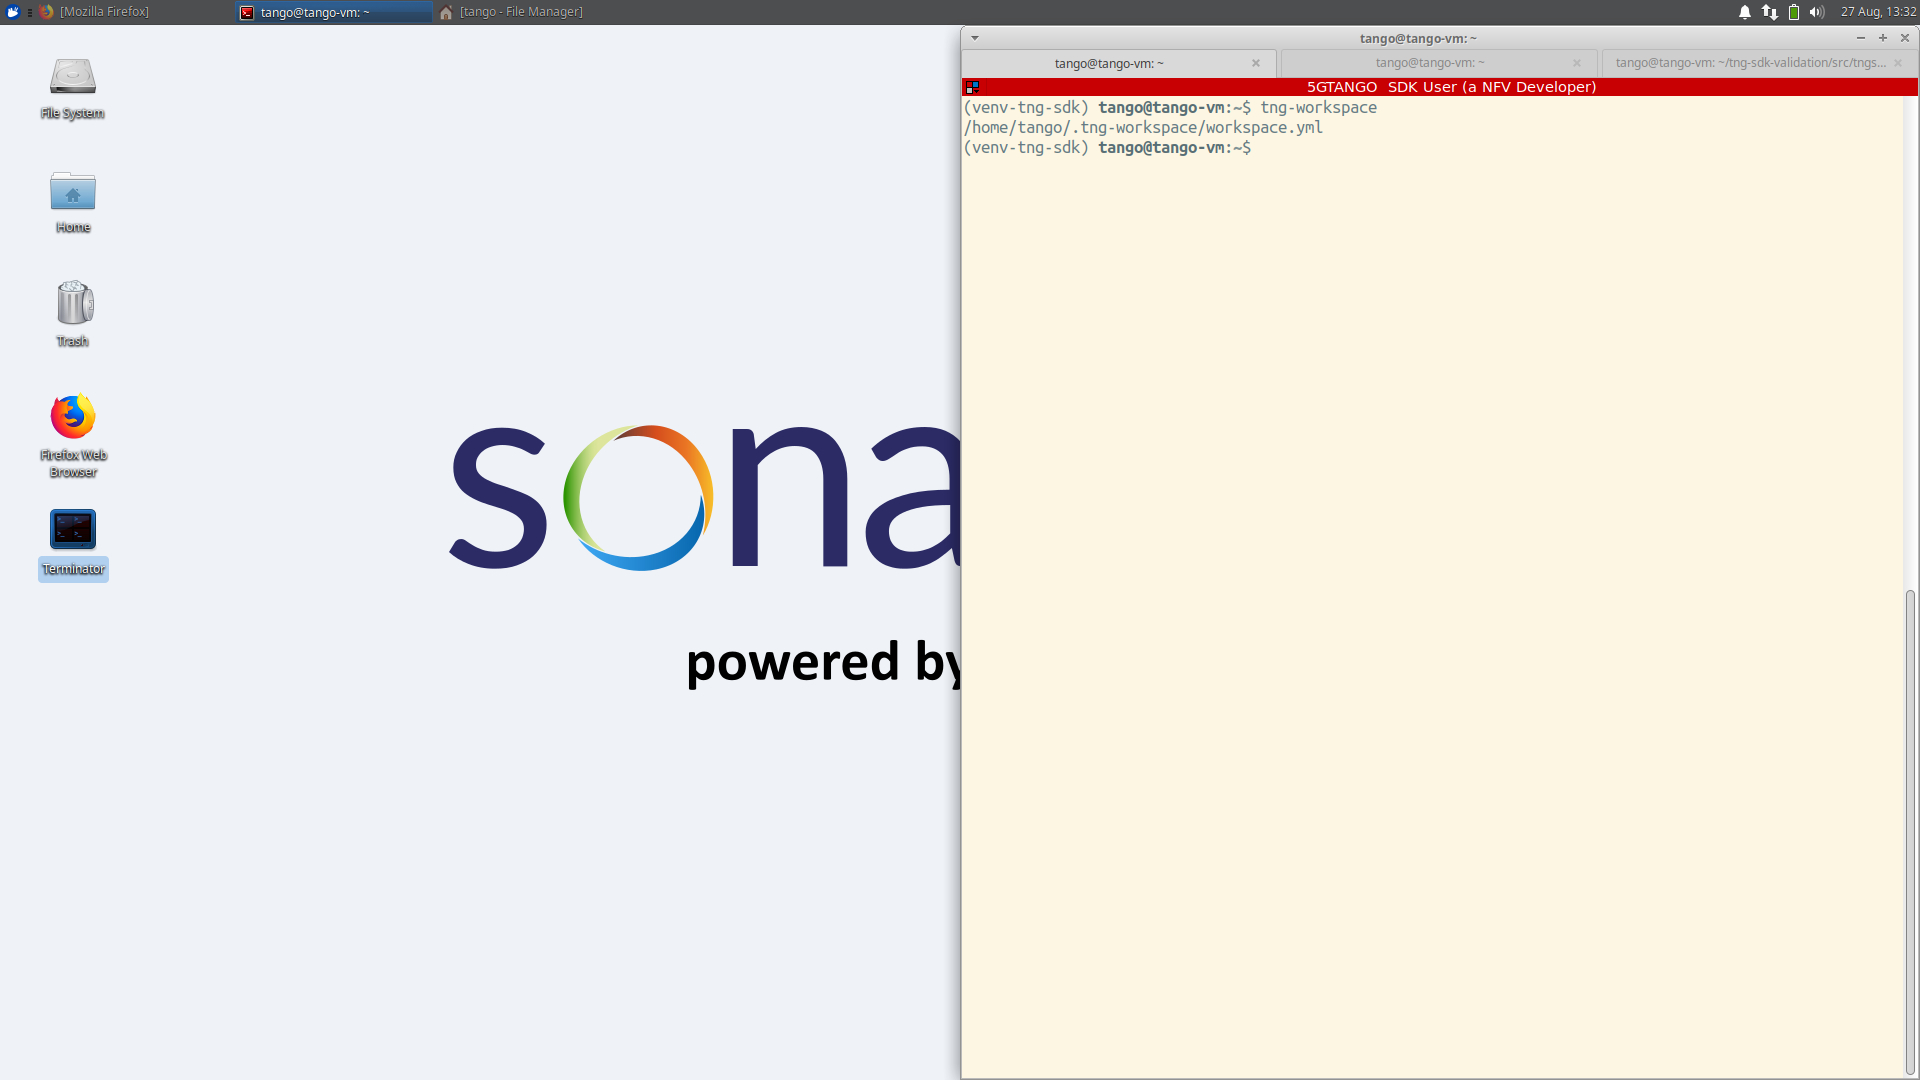 [Mozilla Firefox]
tango@tango-vm: ~
[tango - File Manager]
27 Aug, 13:32
File System
Home
Trash
Firefox Web
Browser
Terminator
sona
powered by
tango@tango-vm: ~
tango@tango-vm: ~
tango@tango-vm: ~
tango@tango-vm: ~/tng-sdk-validation/src/tngs...
5GTANGO SDK User (a NFV Developer)
(venv-tng-sdk) tango@tango-vm:~$ tng-workspace
/home/tango/.tng-workspace/workspace.yml
(venv-tng-sdk) tango@tango-vm:~$